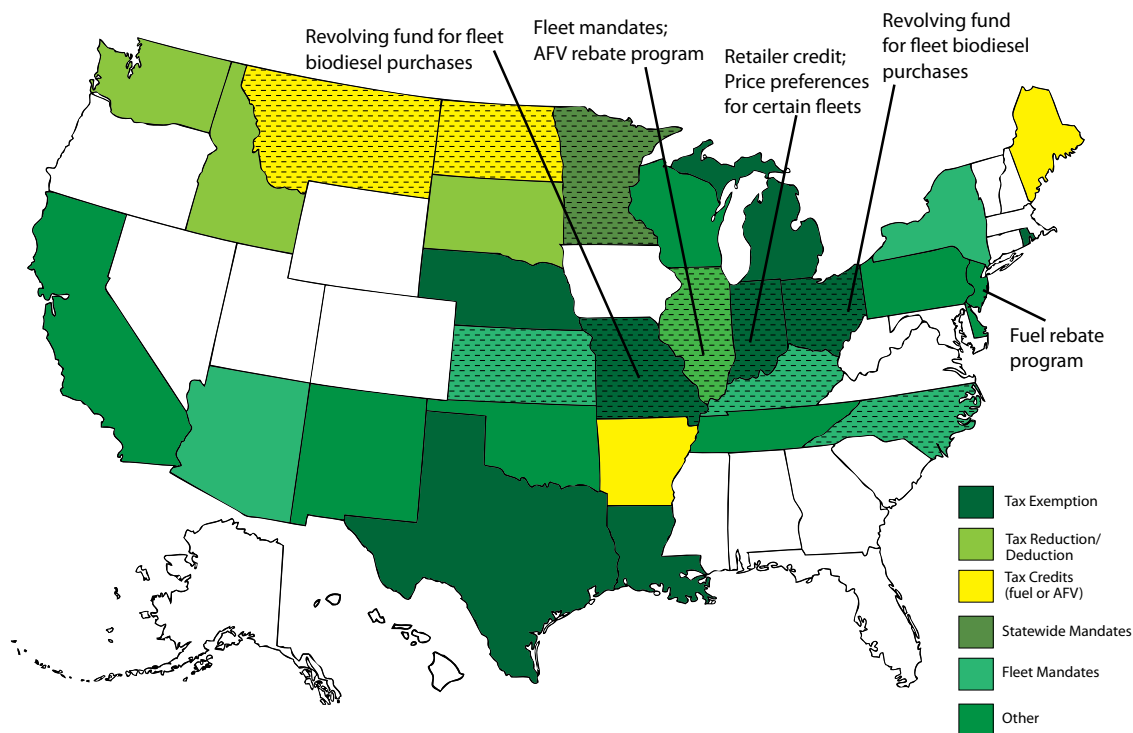 Revolving fund for fleet
biodiesel purchases
Fleet mandates;
AFV rebate program
Retailer credit;
Price preferences
for certain fleets
Revolving fund
for fleet biodiesel
purchases
Fuel rebate
program
Tax Exemption
Tax Reduction/
Deduction
Tax Credits
(fuel or AFV)
Statewide Mandates
Fleet Mandates
Other